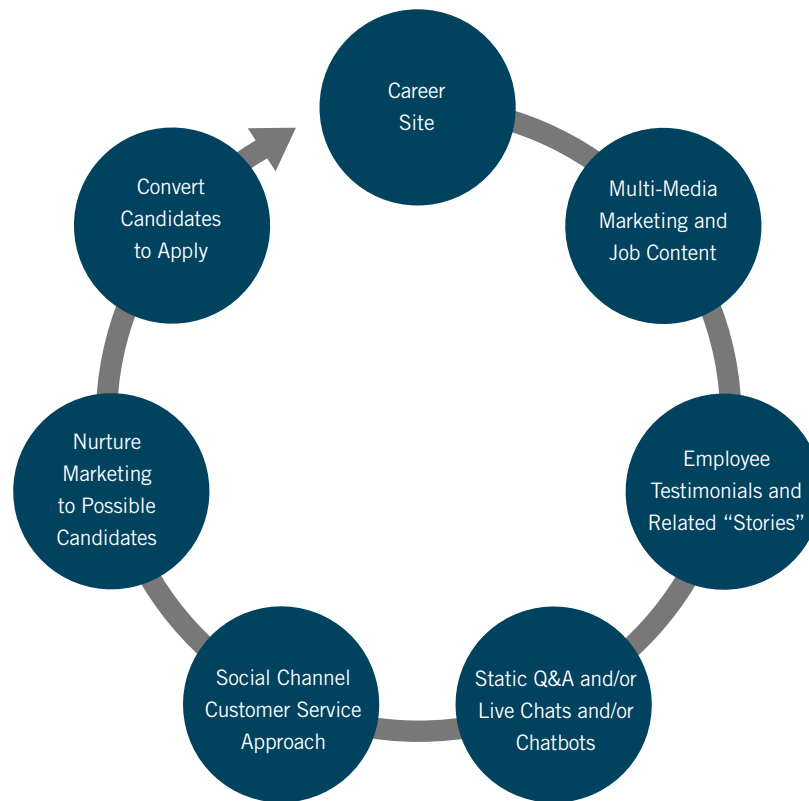 Career
Site
Multi-Media
Marketing and
Job Content
Employee
Testimonials and
Related “Stories”
Static Q&A and/or
Live Chats and/or
Chatbots
Social Channel
Customer Service
Approach
Nurture
Marketing
to Possible
Candidates
Convert
Candidates
to Apply